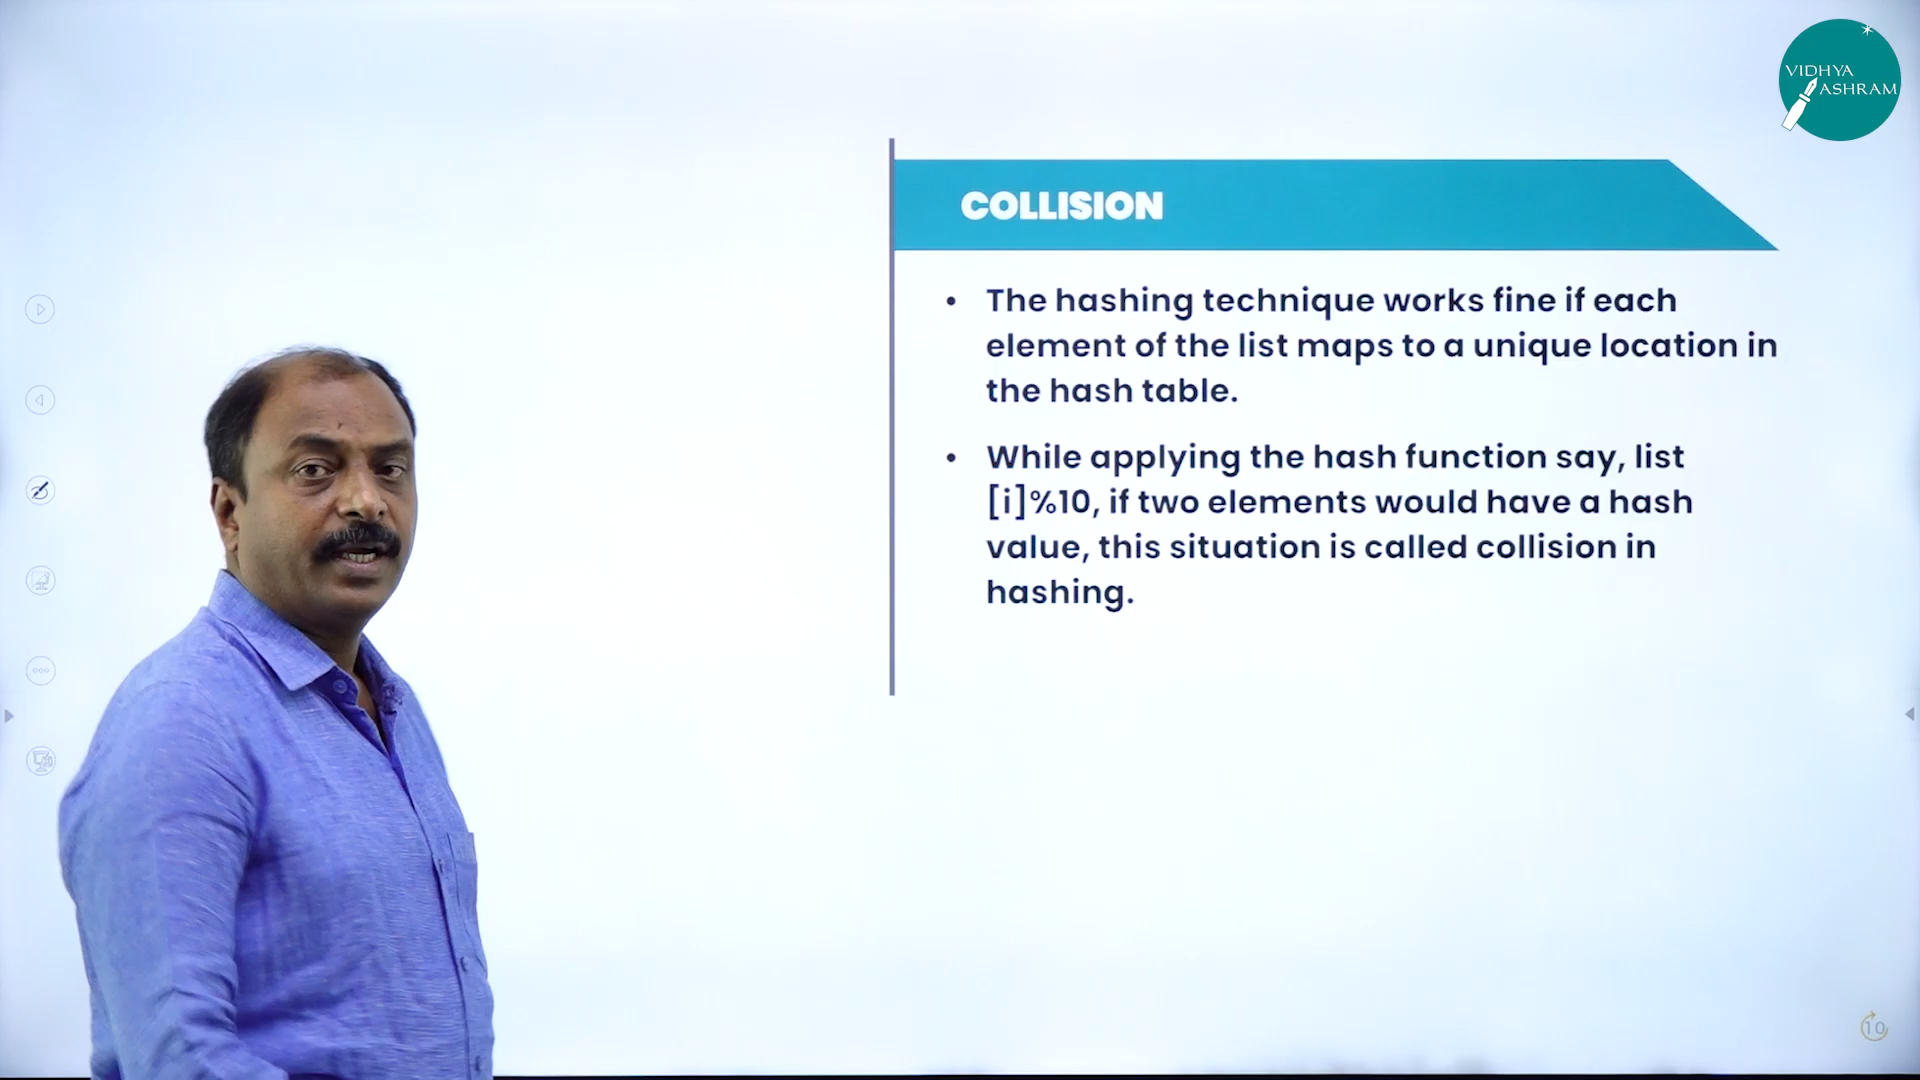 VIDHYA
ASHRAM
COLLISION
• The hashing technique works fine if each
element of the list maps to a unique location in
the hash table.
• While applying the hash function say, list
[i]%10, if two elements would have a hash
value, this situation is called collision in
hashing.
10